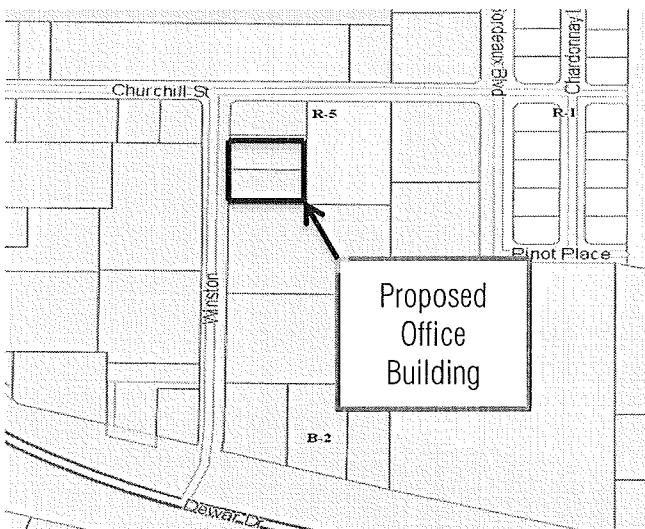 Bordeaux Blvd
Chardonnay
Churchill St
R-5
R-1
Winston
Pinot Place
Proposed
Office
Building
B-2
Dewar Dr